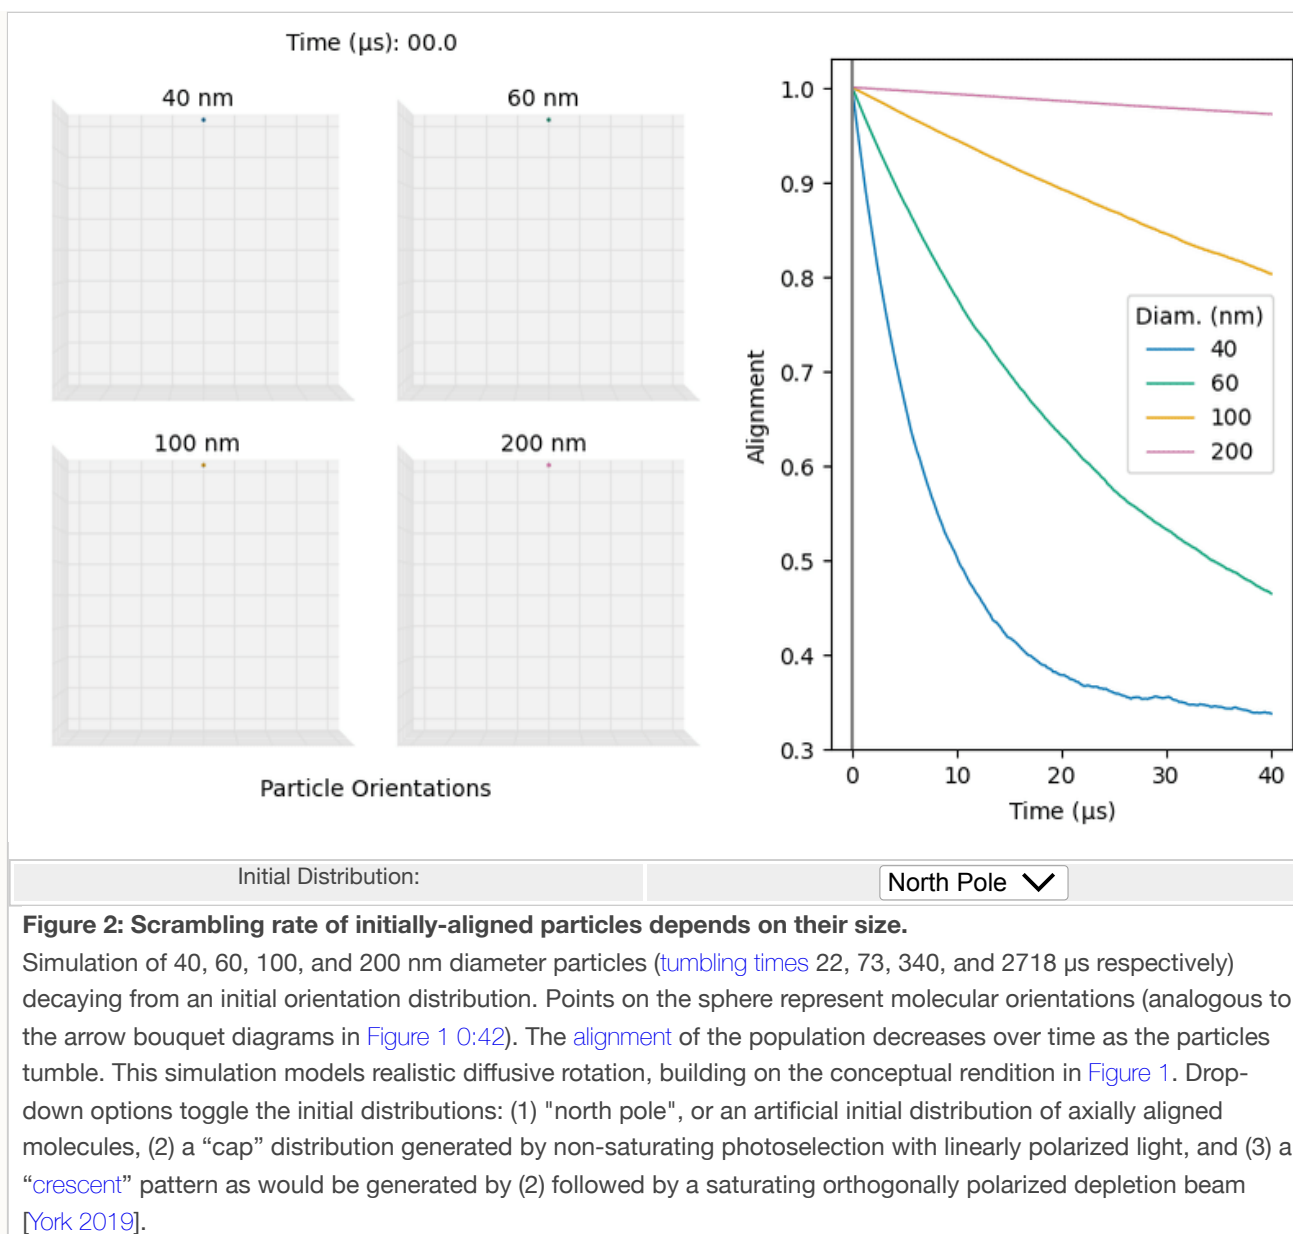 Time (µs): 00.0
40 nm
60 nm
100 nm
200 nm
Particle Orientations
1.0
0.9
0.8
0.7
0.6
0.5
0.4
0.3
Alignment
0
10
20
30
40
Time (µs)
Diam. (nm)
40
60
100
200
Initial Distribution:
North Pole
Figure 2: Scrambling rate of initially-aligned particles depends on their size.
Simulation of 40, 60, 100, and 200 nm diameter particles (tumbling times 22, 73, 340, and 2718 µs respectively)
decaying from an initial orientation distribution. Points on the sphere represent molecular orientations (analogous to
the arrow bouquet diagrams in Figure 1 0:42). The alignment of the population decreases over time as the particles
tumble. This simulation models realistic diffusive rotation, building on the conceptual rendition in Figure 1. Drop-
down options toggle the initial distributions: (1) "north pole", or an artificial initial distribution of axially aligned
molecules, (2) a “cap” distribution generated by non-saturating photoselection with linearly polarized light, and (3) a
“crescent” pattern as would be generated by (2) followed by a saturating orthogonally polarized depletion beam
[York 2019].